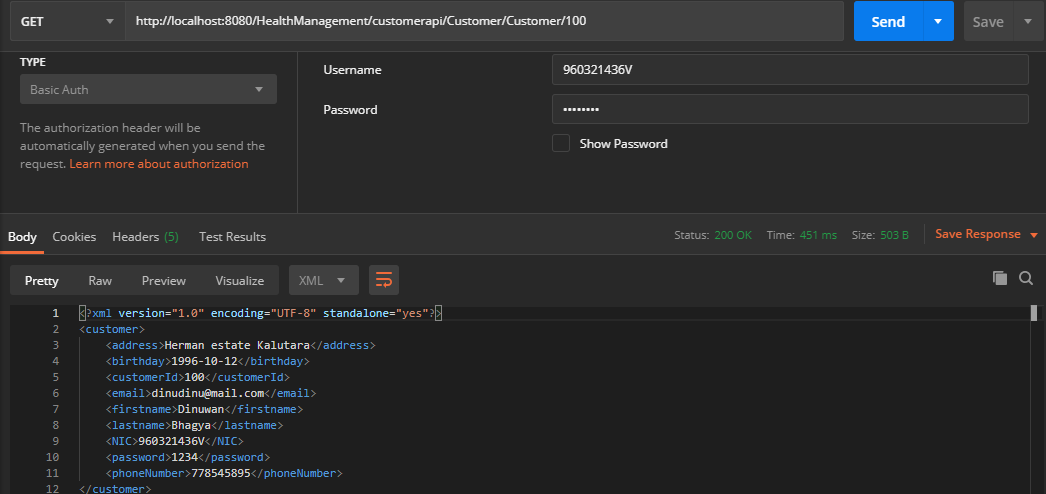 GET http://localhost:8080/HealthManagement/customerapi/Customer/Customer/100 Send Save
TYPE
Basic Auth
The authorization header will be
automatically generated when you send the
request. Learn more about authorization
Username 960321436V
Password ••••••••
Show Password
Body Cookies Headers (5) Test Results Status: 200 OK Time: 451 ms Size: 503 B Save Response
Pretty Raw Preview Visualize XML
1 <?xml version="1.0" encoding="UTF-8" standalone="yes"?>
2 <customer>
3 <address>Herman estate Kalutara</address>
4 <birthday>1996-10-12</birthday>
5 <customerId>100</customerId>
6 <email>dinudinu@mail.com</email>
7 <firstname>Dinuwan</firstname>
8 <lastname>Bhagya</lastname>
9 <NIC>960321436V</NIC>
10 <password>1234</password>
11 <phoneNumber>778545895</phoneNumber>
12 </customer>